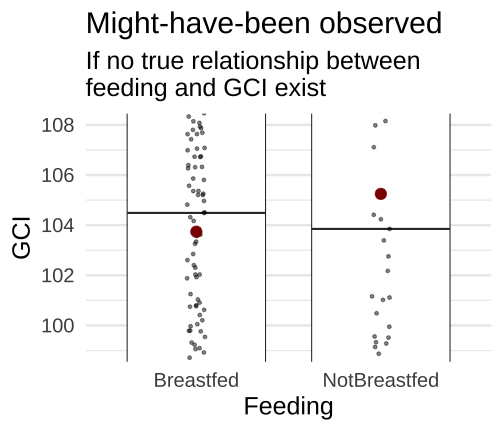 Might-have-been observed
If no true relationship between
feeding and GCI exist
108
106
104
102
100
GCI
Breastfed
NotBreastfed
Feeding